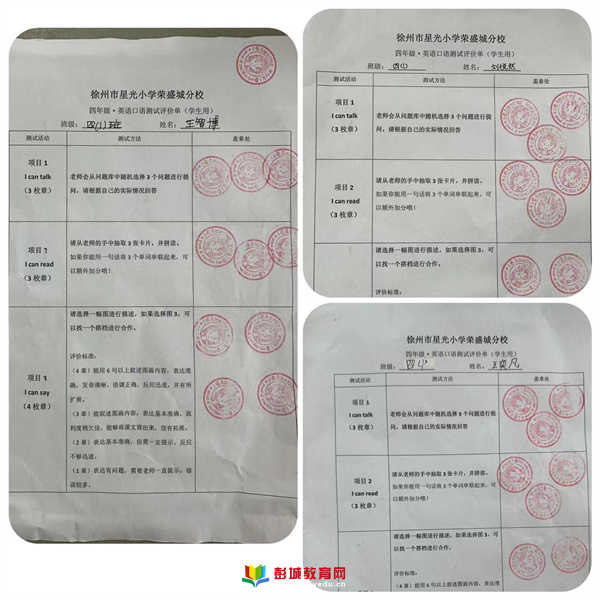 徐州市星光小学荣盛城分校
四年级·英语口语测试评价单（学生用）
班级：四(1)班 姓名：王智博
测试活动 测试方法 盖章处
项目 1
I can talk
（3 枚章）
老师会从问题库中随机选择 3 个问题进行提
问，请根据自己的实际情况回答
项目 2
I can read
（3 枚章）
请从老师的手中抽取 3 张卡片，并拼读。
如果你能用一句话将 3 个单词串联起来，可
以额外加分哦！
项目 3
I can say
（4 枚章）
请选择一幅图进行描述，如果选择图 3，可
以找一个搭档进行合作。
评价标准：
（4 章）能用 6 句以上叙述图画内容，表达准
确，发音清晰，语调正确，反应迅速，并有所
扩展。
（3 章）能叙述图画内容，表达基本准确，流
利度稍欠佳，能够将课文背出来，没有拓展。
（2 章）表达基本准确，但需一定提示，反应
不够迅速。
（1 章）表达有问题，需要老师一直提示，错
误较多。
徐州市星光小学荣盛城分校
四年级·英语口语测试评价单（学生用）
班级：四(1) 姓名：刘悦然
测试活动 测试方法 盖章处
项目 1
I can talk
（3 枚章）
老师会从问题库中随机选择 3 个问题进行提
问，请根据自己的实际情况回答
项目 2
I can read
（3 枚章）
请从老师的手中抽取 3 张卡片，并拼读。
如果你能用一句话将 3 个单词串联起来，可
以额外加分哦！
请选择一幅图进行描述，如果选择图 3，可
以找一个搭档进行合作。
评价标准：
徐州市星光小学荣盛城分校
四年级·英语口语测试评价单（学生用）
班级：四(1) 姓名：王奕凡
测试活动 测试方法 盖章处
项目 1
I can talk
（3 枚章）
老师会从问题库中随机选择 3 个问题进行提
问，请根据自己的实际情况回答
项目 2
I can read
（3 枚章）
请从老师的手中抽取 3 张卡片，并拼读。
如果你能用一句话将 3 个单词串联起来，可
以额外加分哦！
请选择一幅图进行描述，如果选择图 3，可
以找一个搭档进行合作。
评价标准：
（4 章）能用 6 句以上叙述图画内容，表达准
彭城教育网